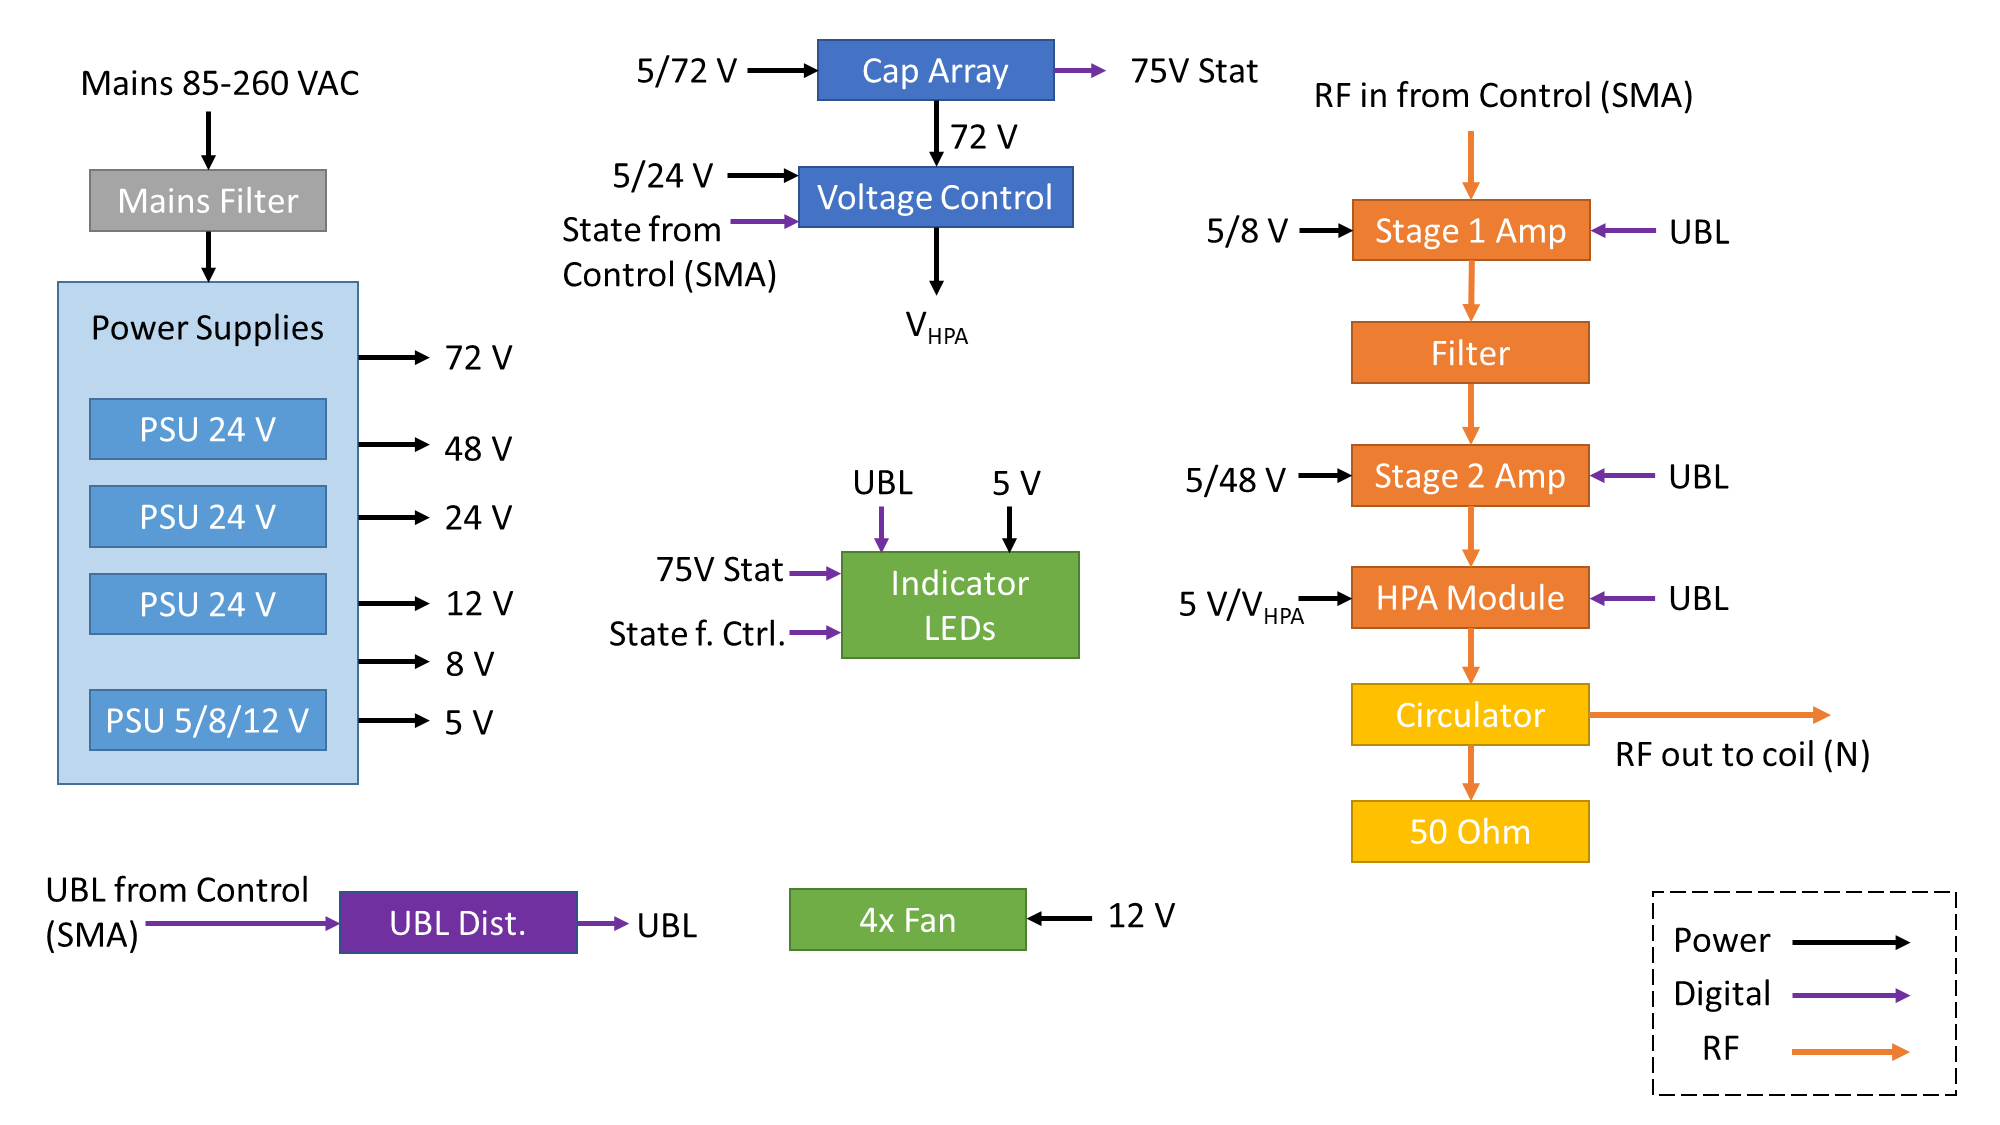 Mains 85-260 VAC
Mains Filter
Power Supplies
72 V
PSU 24 V
48 V
PSU 24 V
24 V
PSU 24 V
12 V
8 V
PSU 5/8/12 V
5 V
5/72 V
Cap Array
75V Stat
72 V
5/24 V
Voltage Control
State from
Control (SMA)
VHPA
UBL
5 V
75V Stat
Indicator
LEDs
State f. Ctrl.
RF in from Control (SMA)
5/8 V
Stage 1 Amp
UBL
Filter
5/48 V
Stage 2 Amp
UBL
5 V/VHPA
HPA Module
UBL
Circulator
RF out to coil (N)
50 Ohm
UBL from Control
(SMA)
UBL Dist.
UBL
4x Fan
12 V
Power
Digital
RF